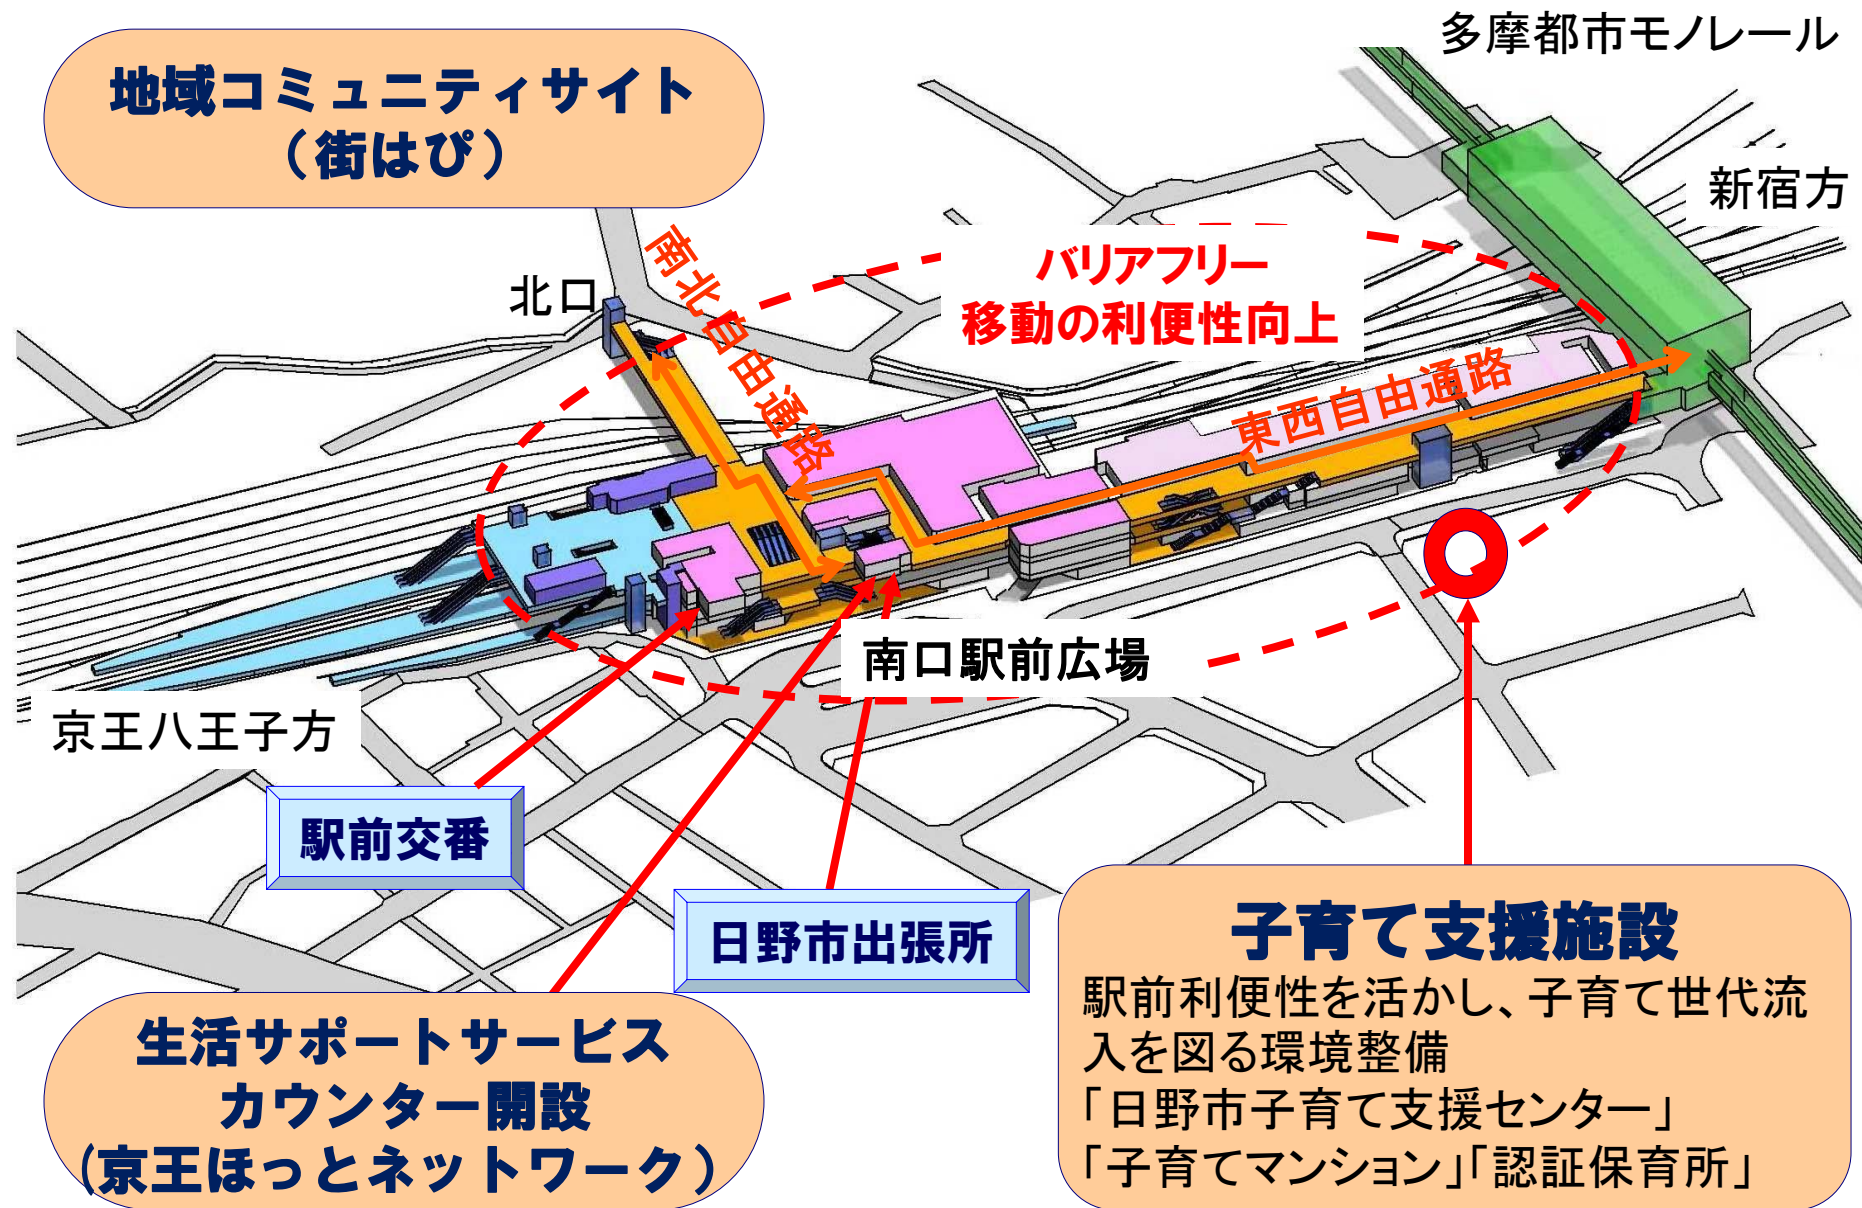 多摩都市モノレール
地域コミュニティサイト
（街はぴ）
新宿方
南北自由通路
バリアフリー
移動の利便性向上
北口
東西自由通路
南口駅前広場
京王八王子方
駅前交番
日野市出張所
子育て支援施設
駅前利便性を活かし、子育て世代流
入を図る環境整備
「日野市子育て支援センター」
「子育てマンション」「認証保育所」
生活サポートサービス
カウンター開設
(京王ほっとネットワーク）